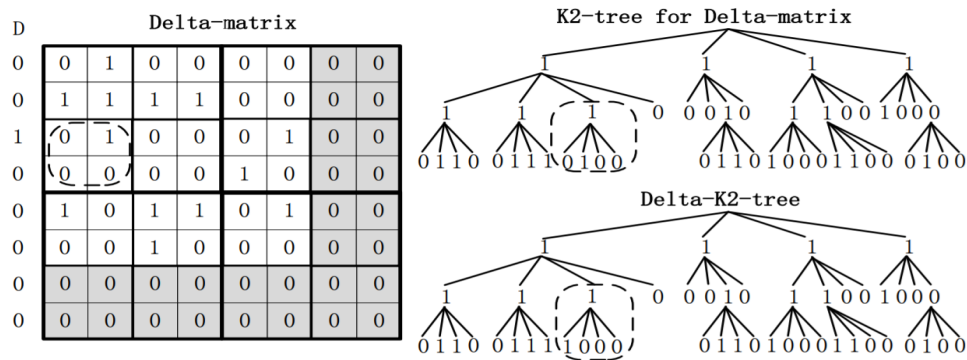 Delta-matrix
D
0 0 1 0 0 0 0 0 0
0 1 1 1 1 0 0 0 0
1 0 1 0 0 0 1 0 0
0 0 0 0 0 1 0 0 0
0 1 0 1 1 0 1 0 0
0 0 0 1 0 0 0 0 0
0 0 0 0 0 0 0 0 0
0 0 0 0 0 0 0 0 0
K2-tree for Delta-matrix
1 1 1 1
1 1 1 0 0 0 1 0 1 1 0 0 1 0 0 0
0 1 1 0 0 1 1 1 0 1 0 0 0 1 1 0 1 0 0 0 1 1 0 0 0 1 0 0
Delta-K2-tree
1 1 1 1
1 1 1 0 0 0 1 0 1 1 0 0 1 0 0 0
0 1 1 0 0 1 1 1 1 0 0 0 0 1 1 0 1 0 0 0 1 1 0 0 0 1 0 0